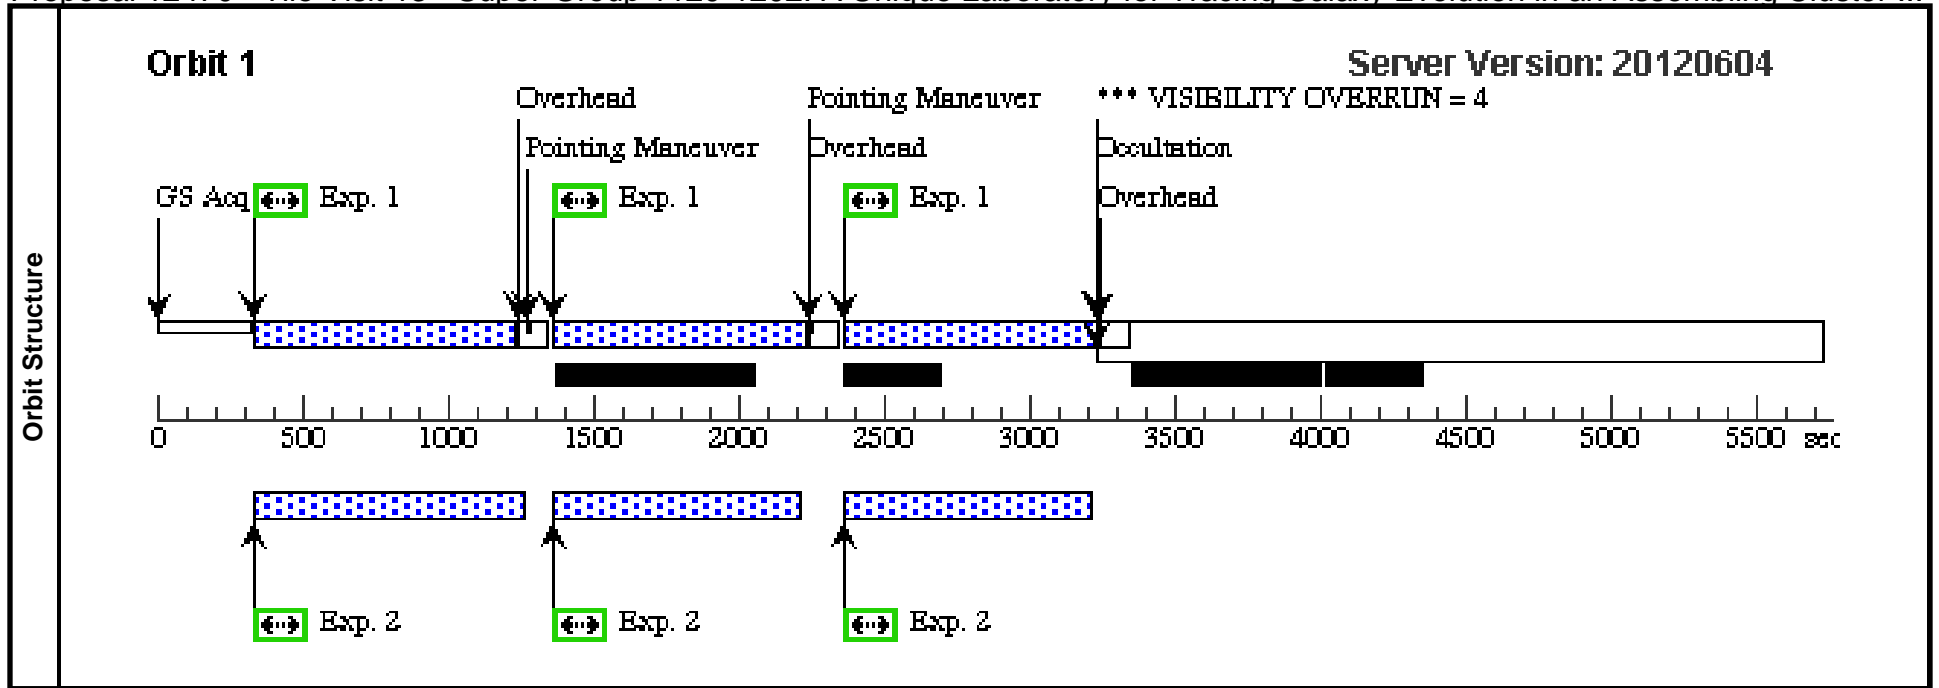 Orbit 1
Server Version: 20120604
Overhead
Pointing Maneuver
*** VISIBILITY OVERRUN = 4
Pointing Maneuver
Overhead
Occultation
GS Acq
Exp. 1
Exp. 1
Exp. 1
Overhead
Orbit Structure
0 500 1000 1500 2000 2500 3000 3500 4000 4500 5000 5500 sec
Exp. 2
Exp. 2
Exp. 2